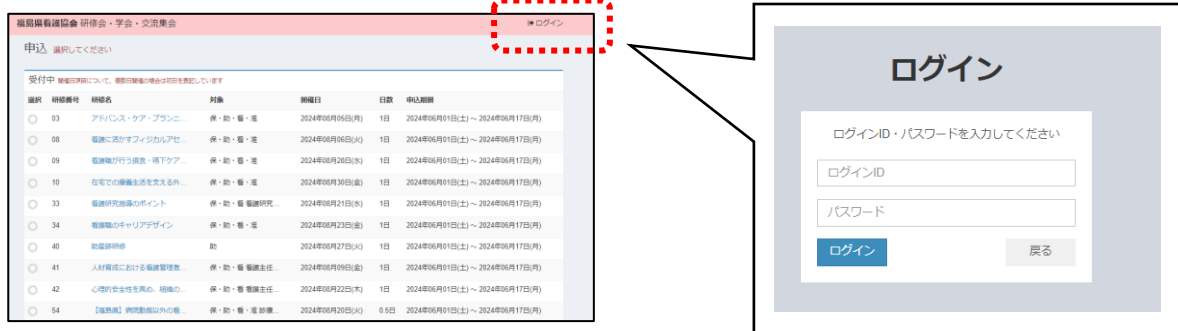 福島県看護協会 研修会・学会・交流集会
ログイン
申込 選択してください
受付中 開催日項目について、複数日開催の場合は初日を表記しています
選択 研修番号 研修名 対象 開催日 日数 申込期間
03 アドバンス・ケア・プランニ... 保・助・看・准 2024年08月05日(月) 1日 2024年06月01日(土)～2024年06月17日(月)
08 看護に活かすフィジカルアセ... 保・助・看・准 2024年08月06日(火) 1日 2024年06月01日(土)～2024年06月17日(月)
09 看護職が行う摂食・嚥下ケア... 保・助・看・准 2024年08月28日(水) 1日 2024年06月01日(土)～2024年06月17日(月)
10 在宅での療養生活を支える外... 保・助・看・准 2024年08月30日(金) 1日 2024年06月01日(土)～2024年06月17日(月)
33 看護研究指導のポイント 保・助・看 看護研究... 2024年08月21日(水) 1日 2024年06月01日(土)～2024年06月17日(月)
34 看護職のキャリアデザイン 保・助・看・准 2024年08月23日(金) 1日 2024年06月01日(土)～2024年06月17日(月)
40 助産師研修 助 2024年08月27日(火) 1日 2024年06月01日(土)～2024年06月17日(月)
41 人材育成における看護管理者... 保・助・看 看護主任... 2024年08月09日(金) 1日 2024年06月01日(土)～2024年06月17日(月)
42 心理的安全性を高め、組織の... 保・助・看 看護主任... 2024年08月22日(木) 1日 2024年06月01日(土)～2024年06月17日(月)
54 【福島県】病院勤務以外の看... 保・助・看・准 診療... 2024年08月20日(火) 0.5日 2024年06月01日(土)～2024年06月17日(月)
ログイン
ログインID・パスワードを入力してください
ログインID
パスワード
ログイン 戻る